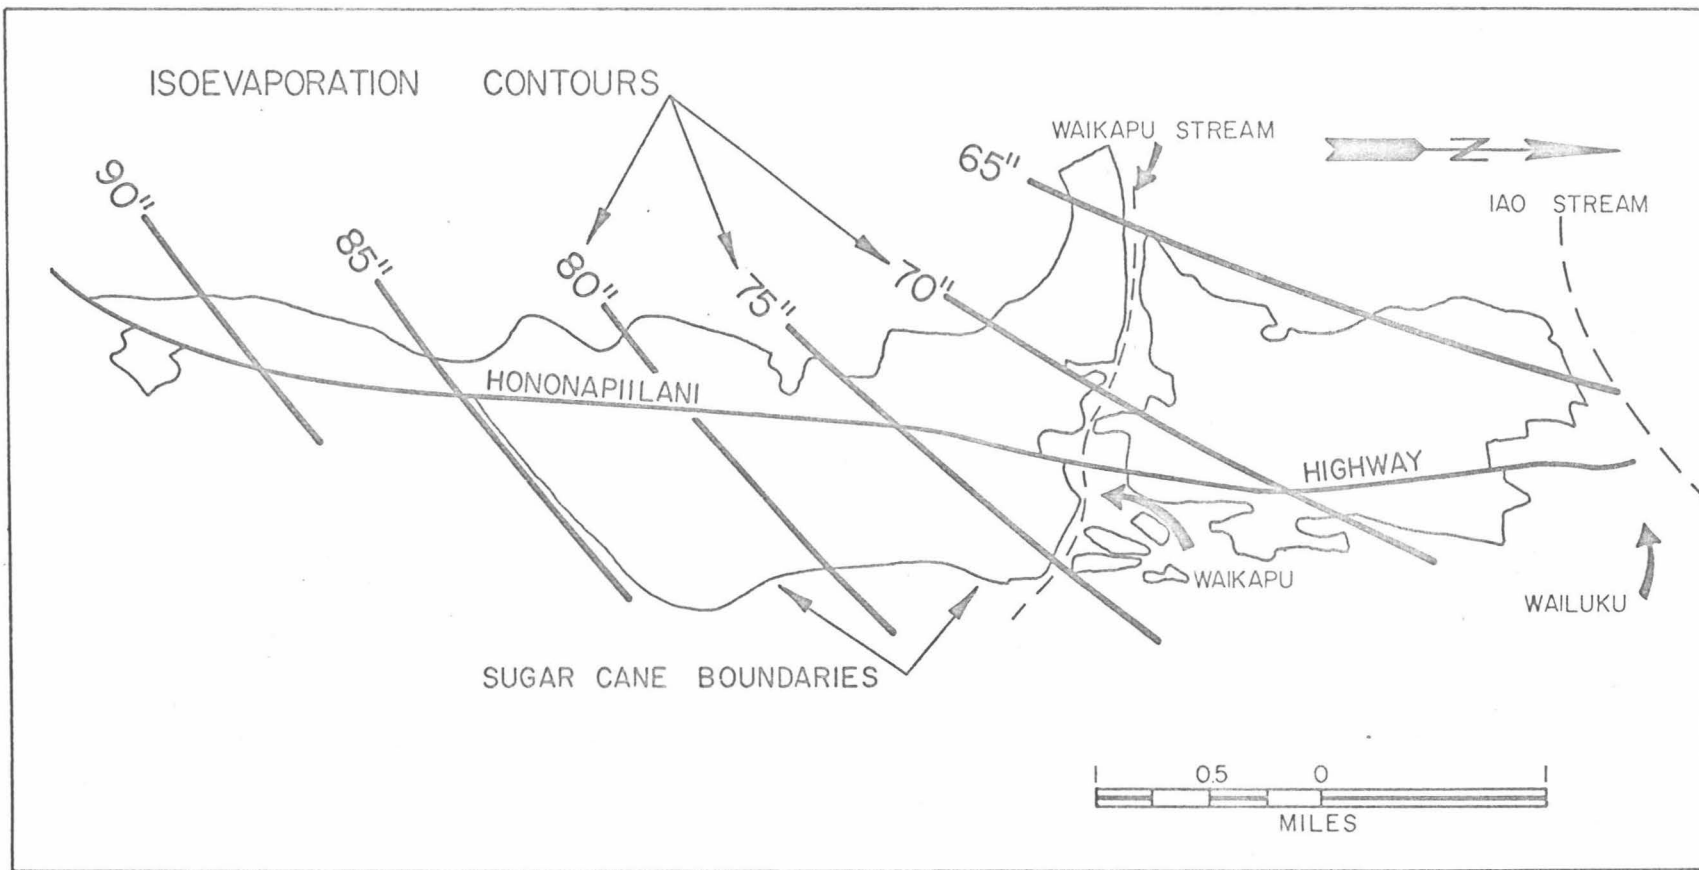 ISOEVAPORATION CONTOURS
WAIKAPU STREAM
N
65"
90"
IAO STREAM
85"
80"
75"
70"
HONONAPIILANI
HIGHWAY
WAIKAPU
WAILUKU
SUGAR CANE BOUNDARIES
1 0.5 0 1
MILES